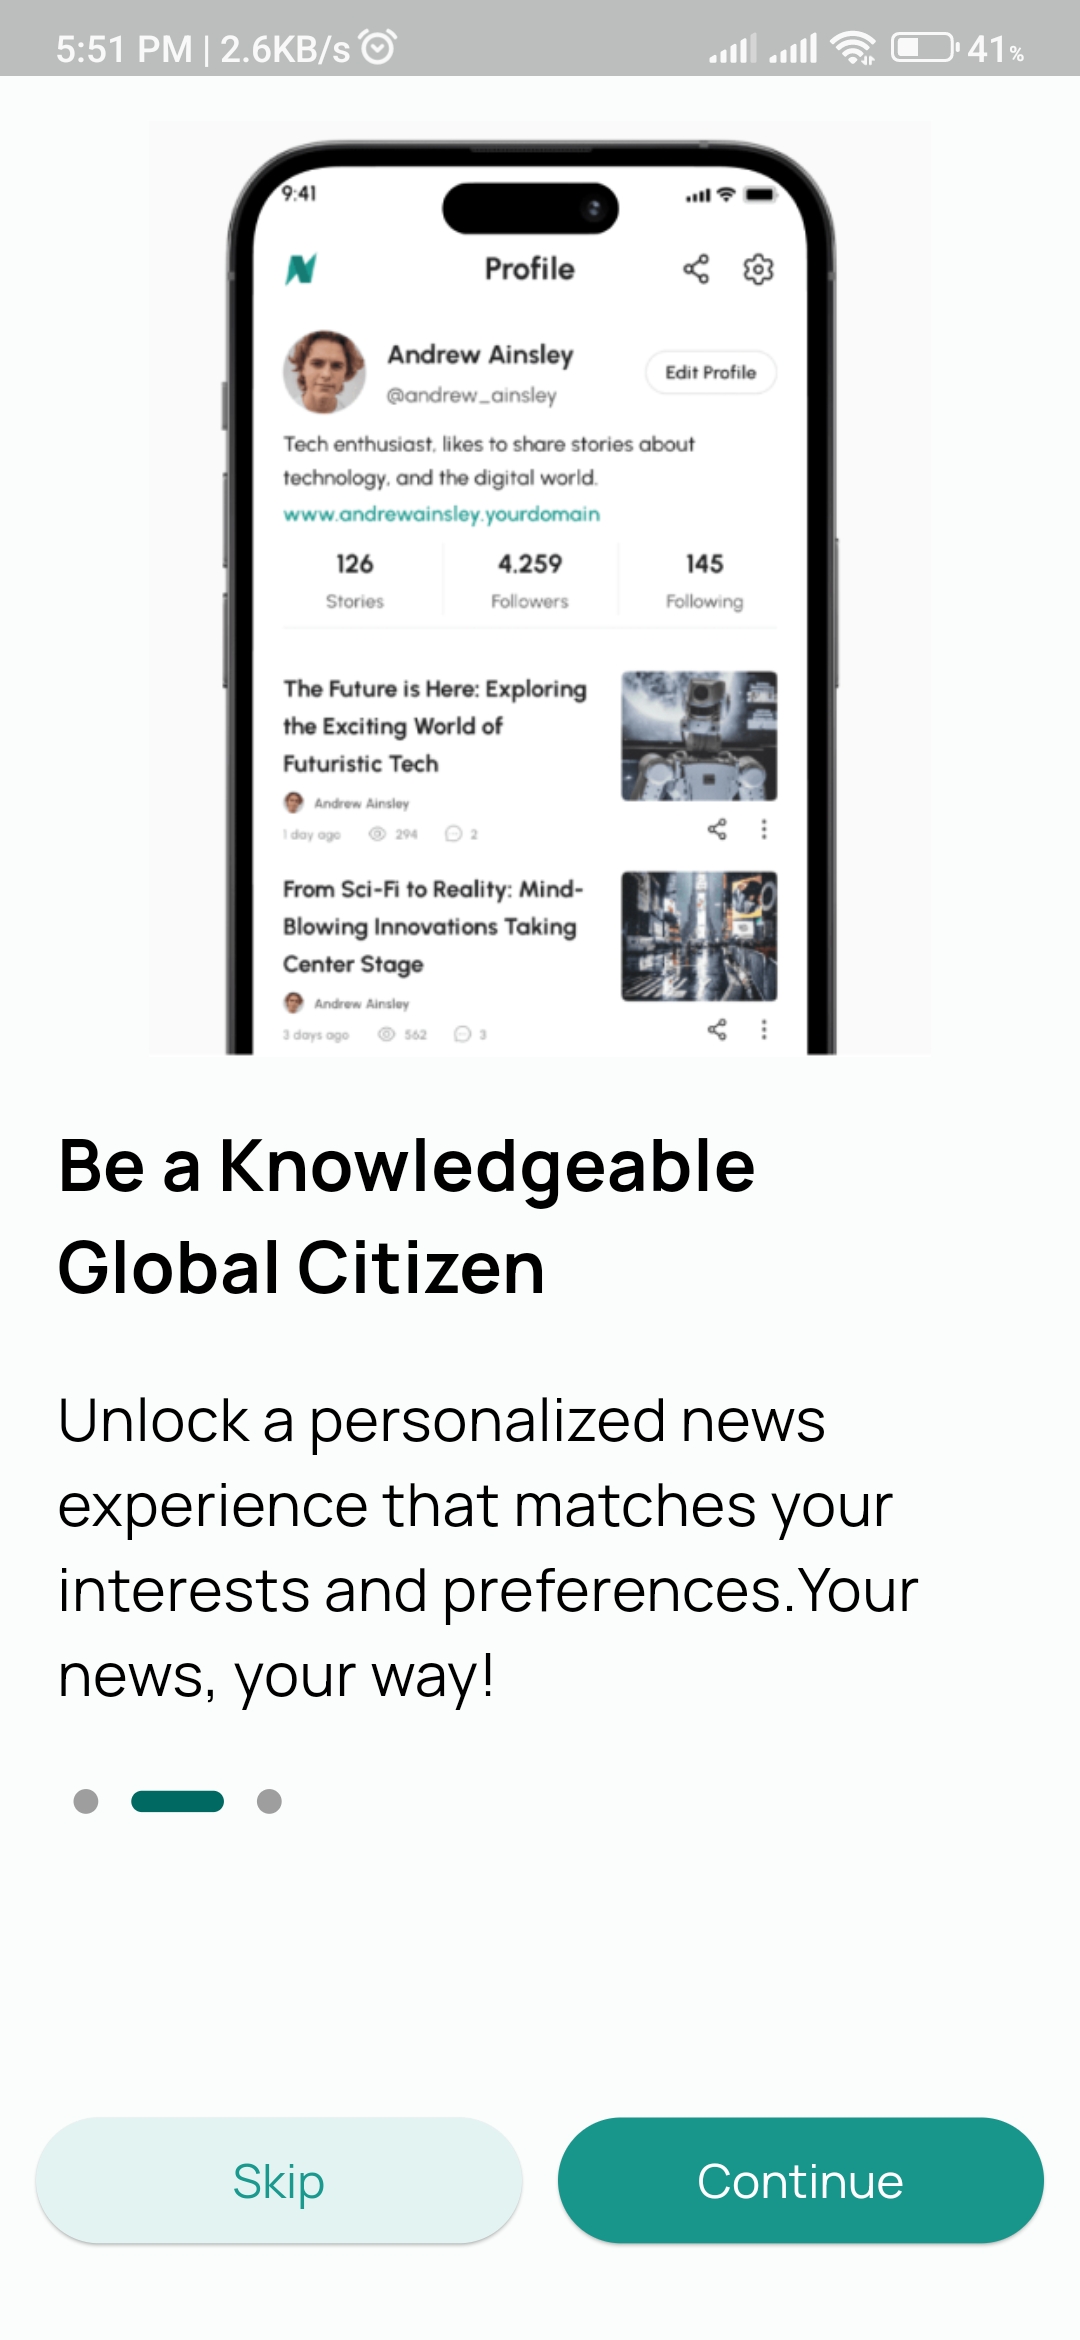 5:51 PM | 2.6KB/s
41%
9:41
Profile
Andrew Ainsley
@andrew_ainsley
Edit Profile
Tech enthusiast, likes to share stories about
technology, and the digital world.
www.andrewainsley.yourdomain
126 4.259 145
Stories Followers Following
The Future is Here: Exploring
the Exciting World of
Futuristic Tech
Andrew Ainsley
1 day ago 294 2
From Sci-Fi to Reality: Mind-
Blowing Innovations Taking
Center Stage
Andrew Ainsley
3 days ago 562 3
Be a Knowledgeable
Global Citizen
Unlock a personalized news
experience that matches your
interests and preferences.Your
news, your way!
Skip Continue